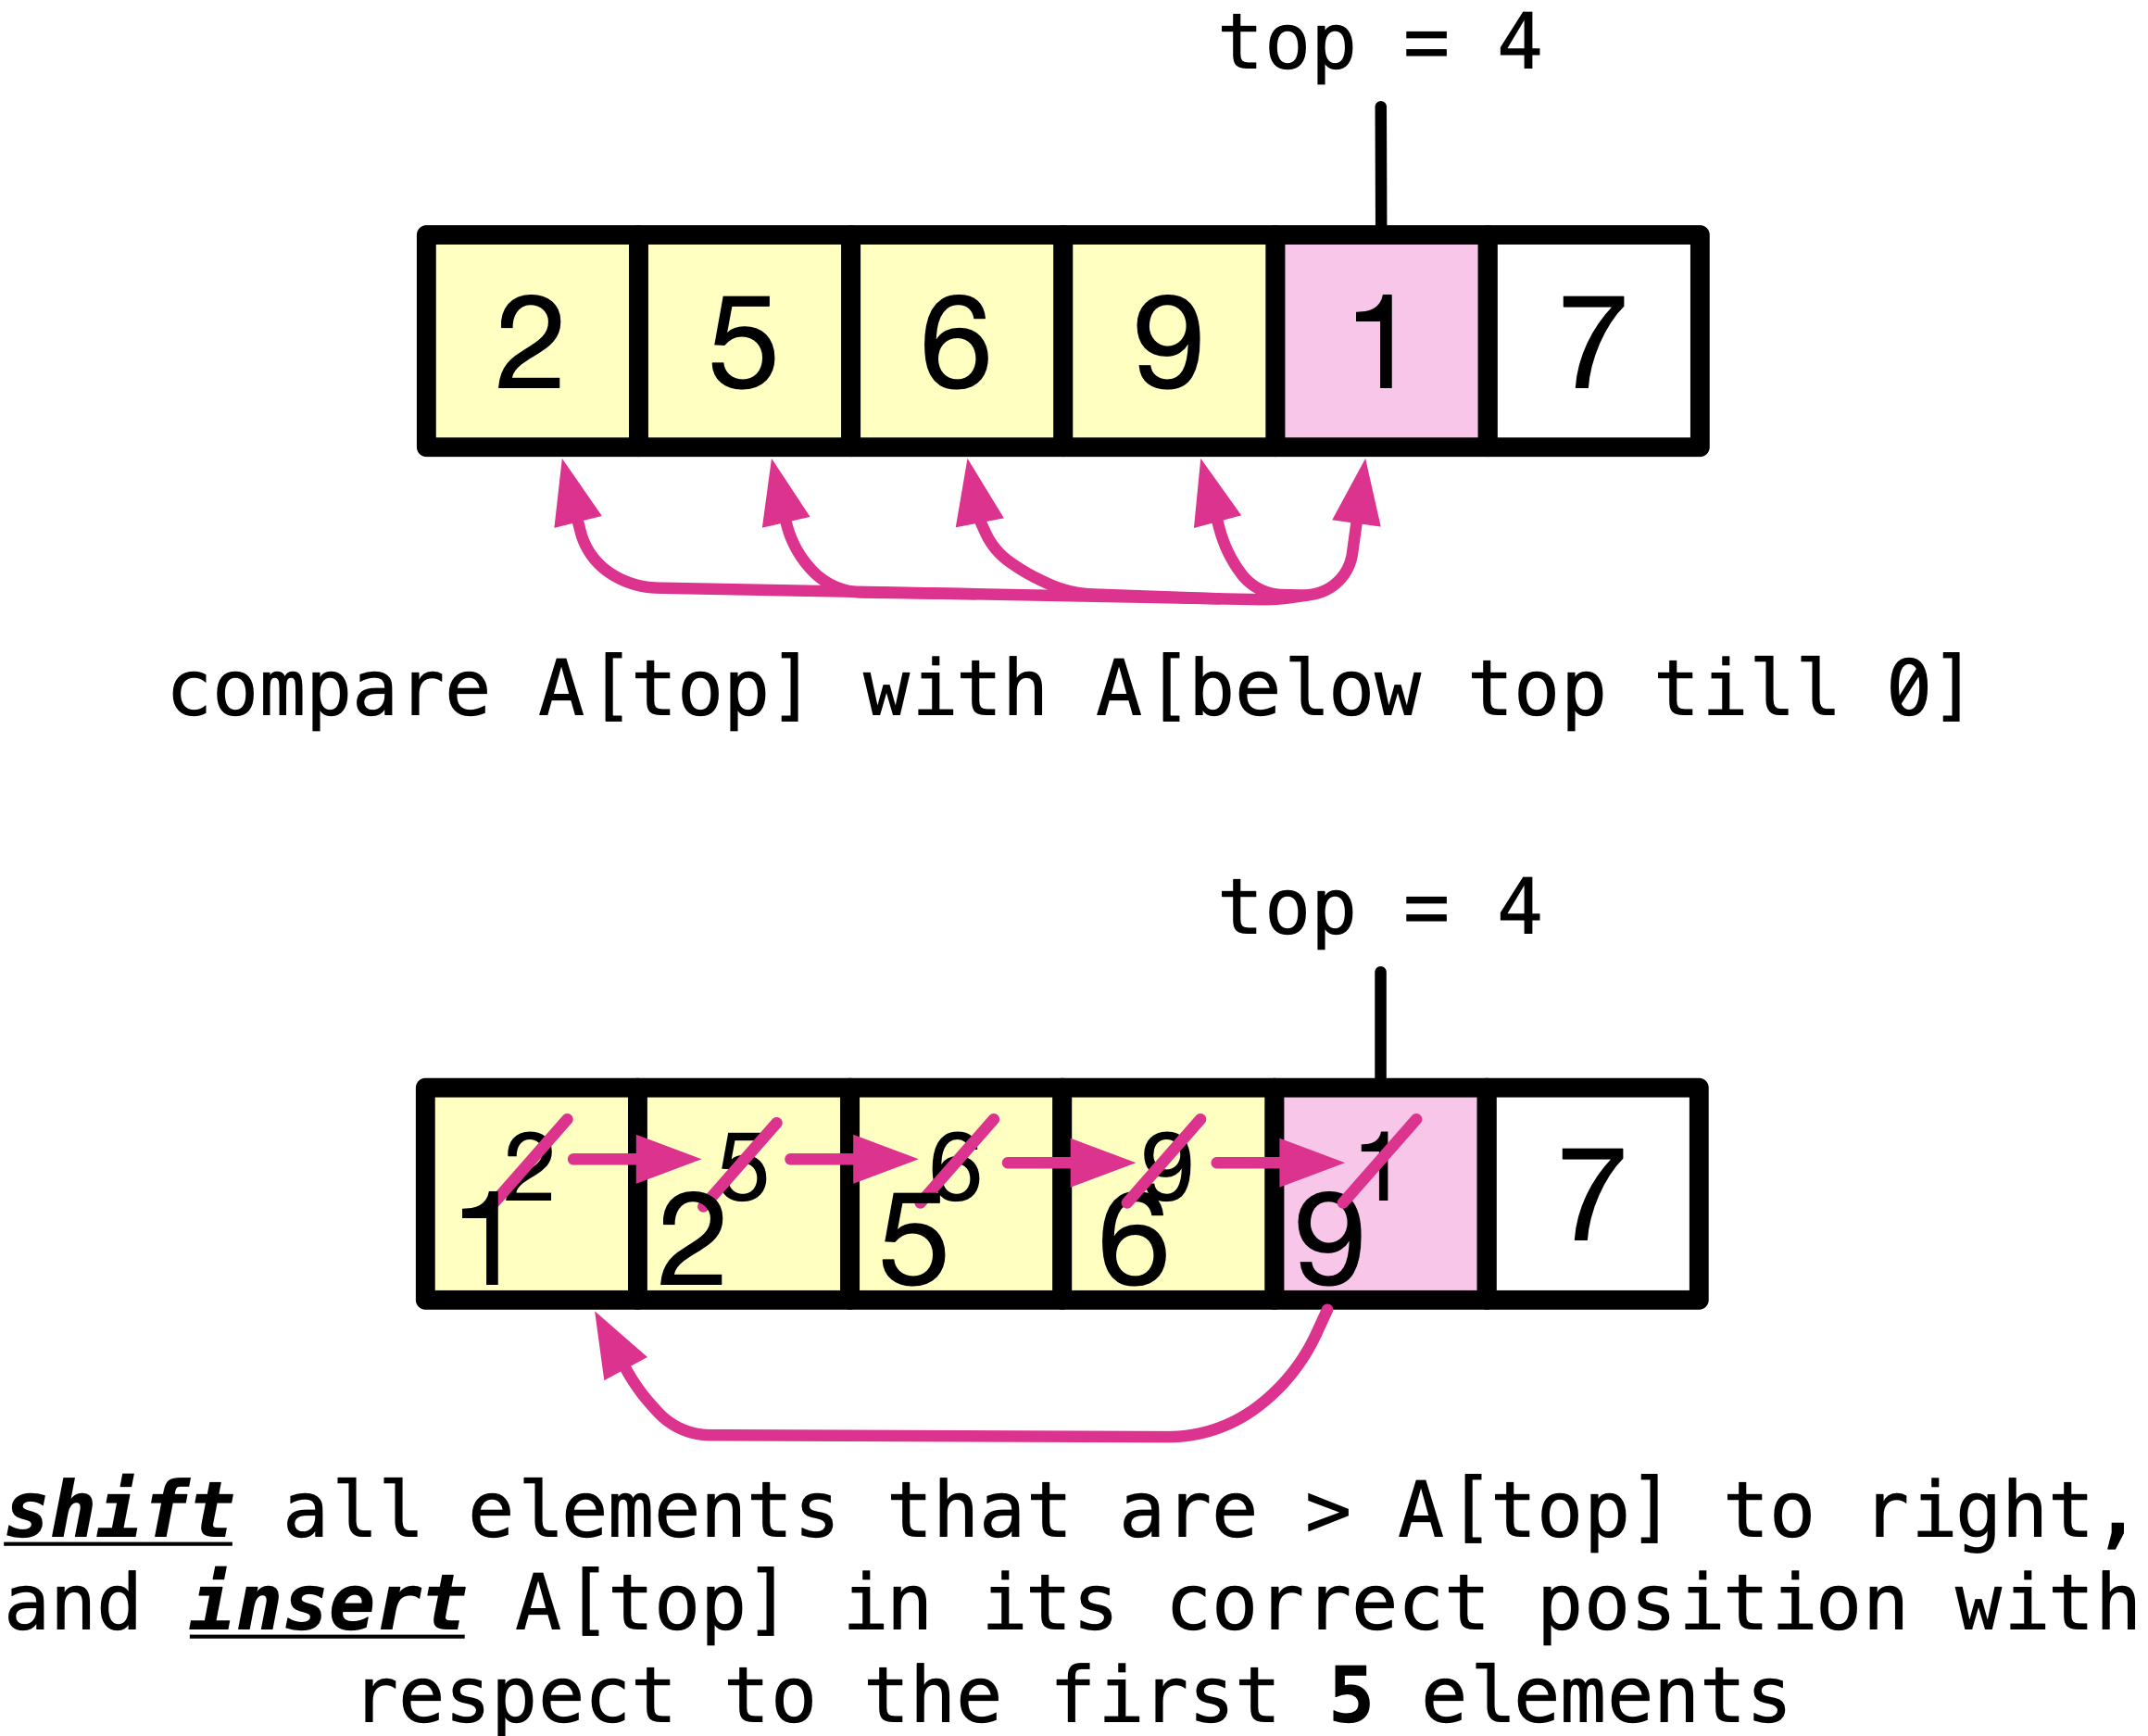 top = 4
2 5 6 9 1 7
compare A[top] with A[below top till 0]
top = 4
2 5 6 9 1 7
1 2 5 6 9
shift all elements that are > A[top] to right,
and insert A[top] in its correct position with
respect to the first 5 elements